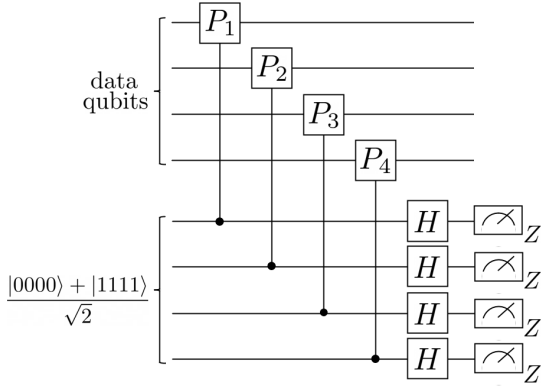 P₁
P₂
data
qubits
P₃
P₄
H
Z
H
Z
|0000⟩ + |1111⟩
√2
H
Z
H
Z